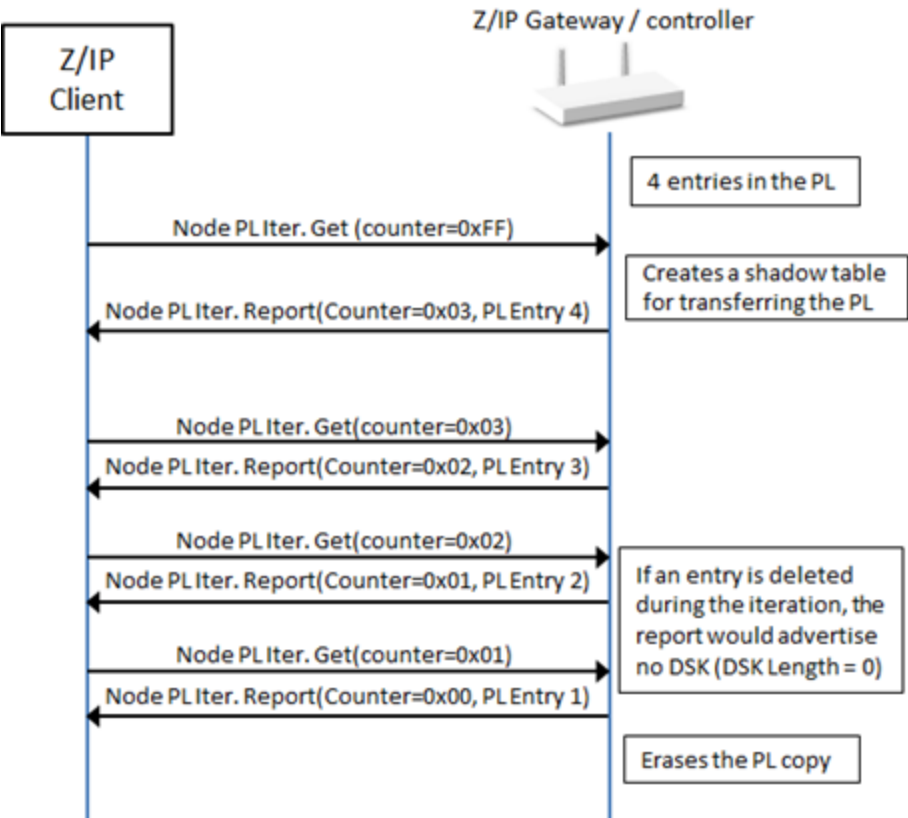 Z/IP Gateway / controller
Z/IP
Client
4 entries in the PL
Node PL Iter. Get (counter=0xFF)
Creates a shadow table
for transferring the PL
Node PL Iter. Report(Counter=0x03, PL Entry 4)
Node PL Iter. Get(counter=0x03)
Node PL Iter. Report(Counter=0x02, PL Entry 3)
Node PL Iter. Get(counter=0x02)
Node PL Iter. Report(Counter=0x01, PL Entry 2)
If an entry is deleted
during the iteration, the
report would advertise
no DSK (DSK Length = 0)
Node PL Iter. Get(counter=0x01)
Node PL Iter. Report(Counter=0x00, PL Entry 1)
Erases the PL copy